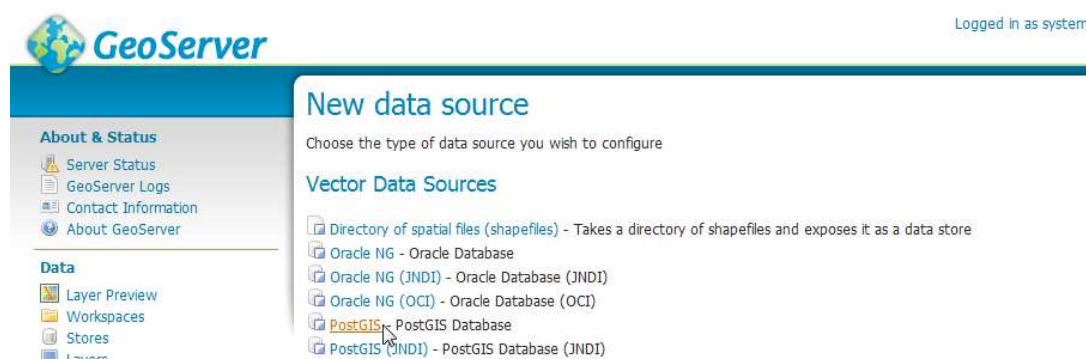 GeoServer
Logged in as system
About & Status
Server Status
GeoServer Logs
Contact Information
About GeoServer
Data
Layer Preview
Workspaces
Stores
Layers
New data source
Choose the type of data source you wish to configure
Vector Data Sources
Directory of spatial files (shapefiles) - Takes a directory of shapefiles and exposes it as a data store
Oracle NG - Oracle Database
Oracle NG (JNDI) - Oracle Database (JNDI)
Oracle NG (OCI) - Oracle Database (OCI)
PostGIS - PostGIS Database
PostGIS (JNDI) - PostGIS Database (JNDI)